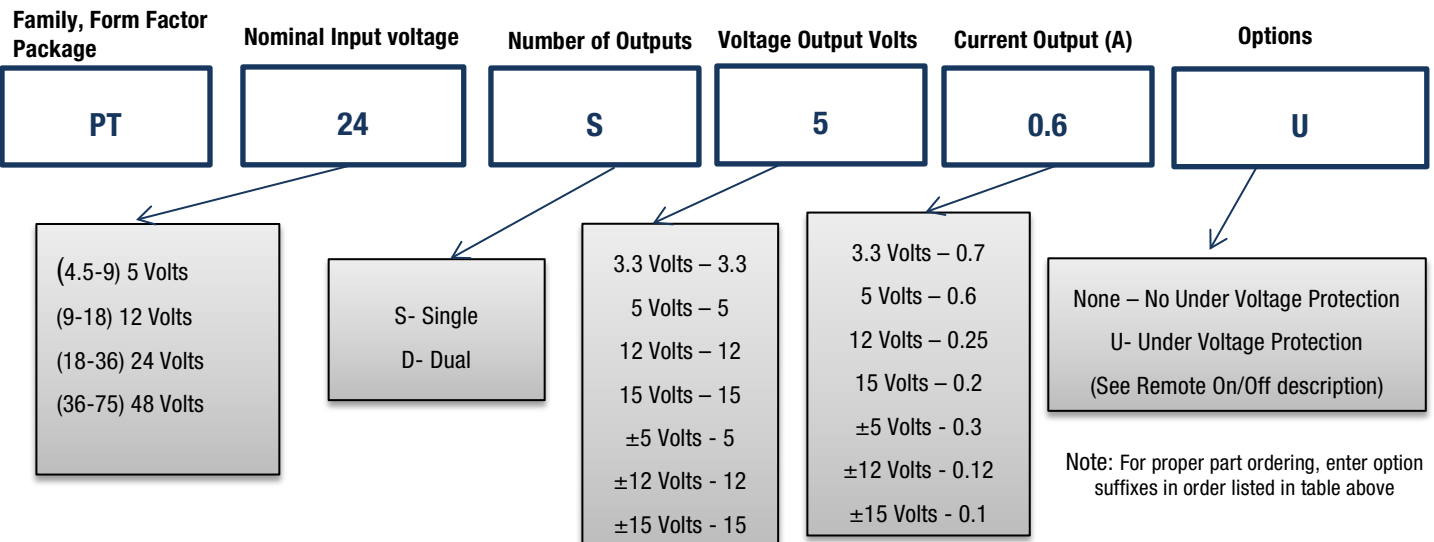 Family, Form Factor
Package
Nominal Input voltage
Number of Outputs
Voltage Output Volts
Current Output (A)
Options
PT
24
S
5
0.6
U
(4.5-9) 5 Volts
(9-18) 12 Volts
(18-36) 24 Volts
(36-75) 48 Volts
S- Single
D- Dual
3.3 Volts – 3.3
5 Volts – 5
12 Volts – 12
15 Volts – 15
±5 Volts - 5
±12 Volts - 12
±15 Volts - 15
3.3 Volts – 0.7
5 Volts – 0.6
12 Volts – 0.25
15 Volts – 0.2
±5 Volts - 0.3
±12 Volts - 0.12
±15 Volts - 0.1
None – No Under Voltage Protection
U- Under Voltage Protection
(See Remote On/Off description)
Note: For proper part ordering, enter option
suffixes in order listed in table above